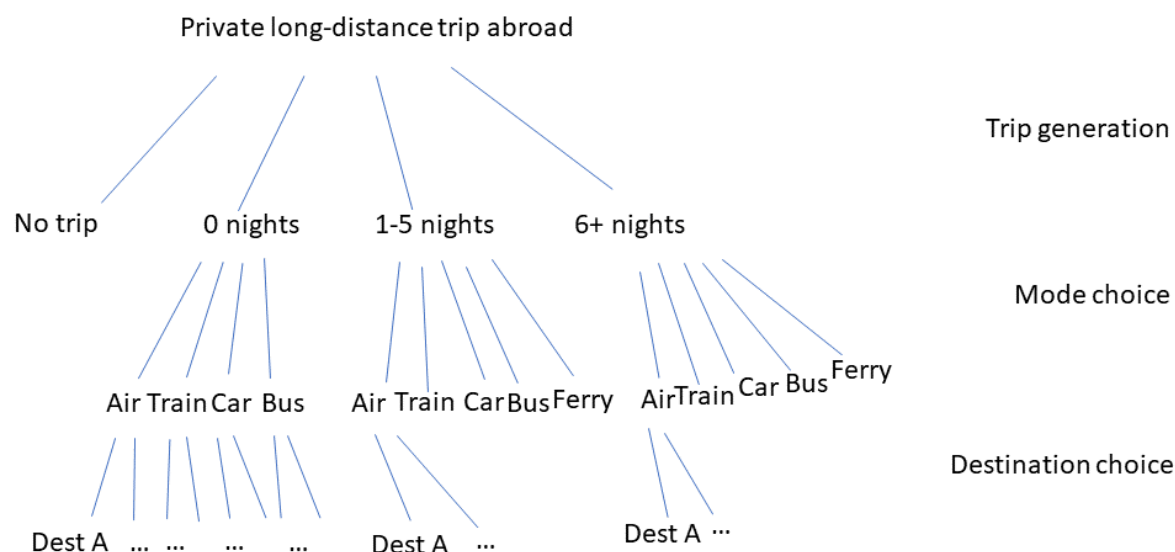 Private long-distance trip abroad
Trip generation
No trip 0 nights 1-5 nights 6+ nights
Mode choice
Air Train Car Bus Air Train Car Bus Ferry Air Train Car Bus Ferry
Destination choice
Dest A ... ... ... ... Dest A ... Dest A ...